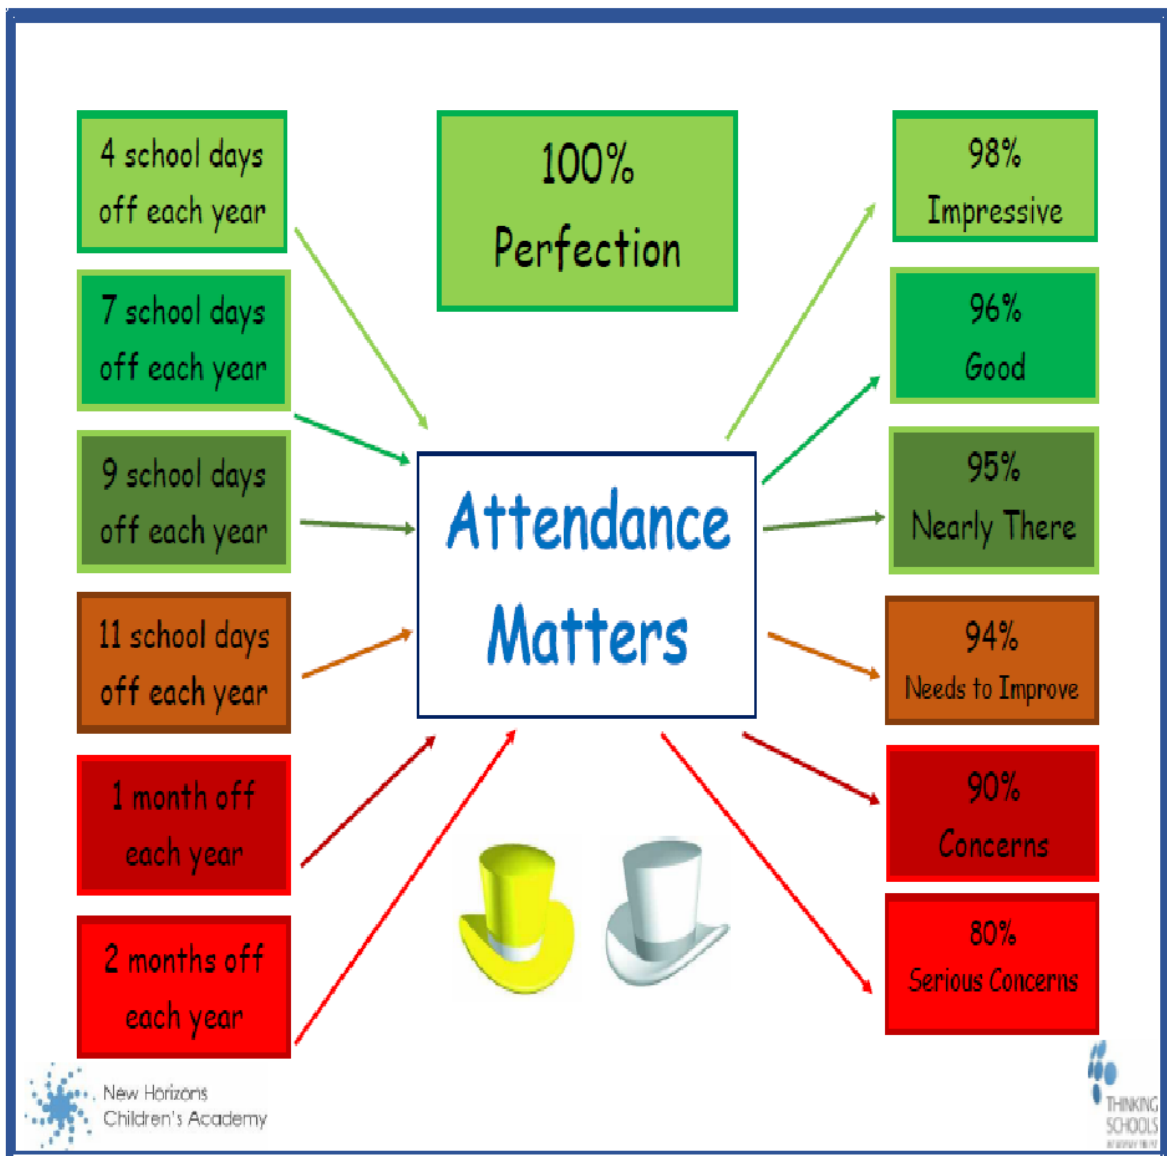 4 school days
off each year
7 school days
off each year
9 school days
off each year
11 school days
off each year
1 month off
each year
2 months off
each year
100%
Perfection
Attendance
Matters
98%
Impressive
96%
Good
95%
Nearly There
94%
Needs to Improve
90%
Concerns
80%
Serious Concerns
New Horizons
Children's Academy
THINKING
SCHOOLS
ACADEMY TRUST